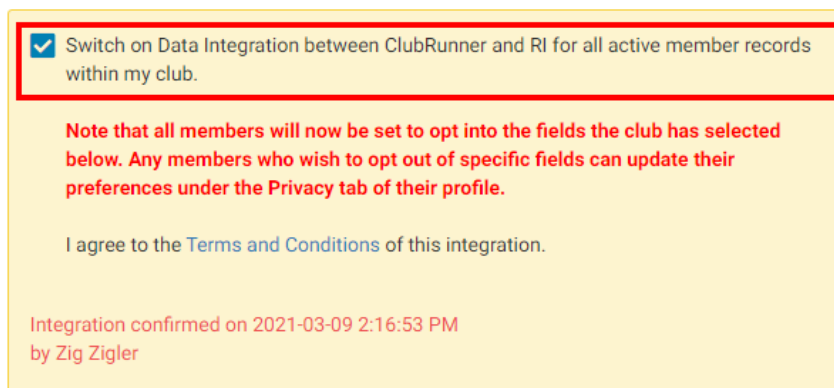 Switch on Data Integration between ClubRunner and RI for all active member records
within my club.
Note that all members will now be set to opt into the fields the club has selected
below. Any members who wish to opt out of specific fields can update their
preferences under the Privacy tab of their profile.
I agree to the Terms and Conditions of this integration.
Integration confirmed on 2021-03-09 2:16:53 PM
by Zig Zigler